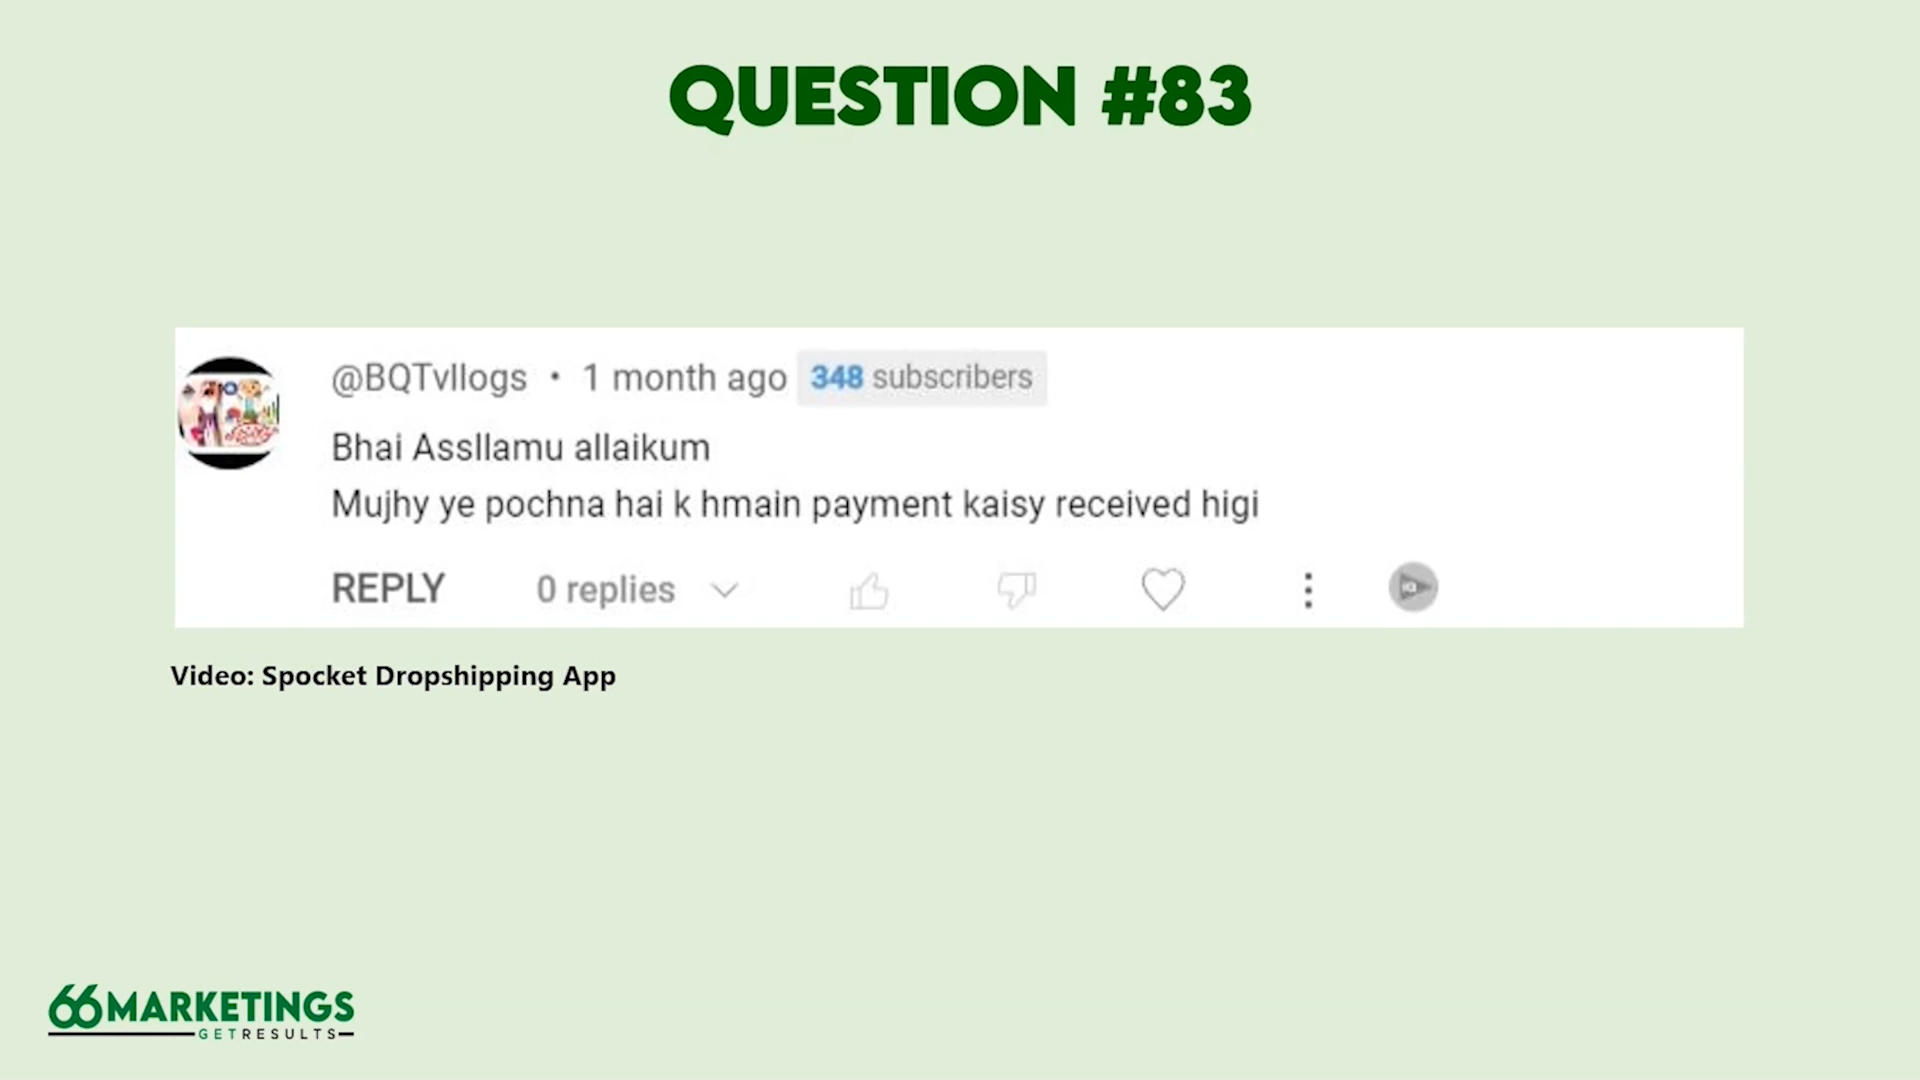 QUESTION #83
@BQTvllogs • 1 month ago 348 subscribers
Bhai Assllamu allaikum
Mujhy ye pochna hai k hmain payment kaisy received higi
REPLY 0 replies
Video: Spocket Dropshipping App
66MARKETINGS
GETRESULTS